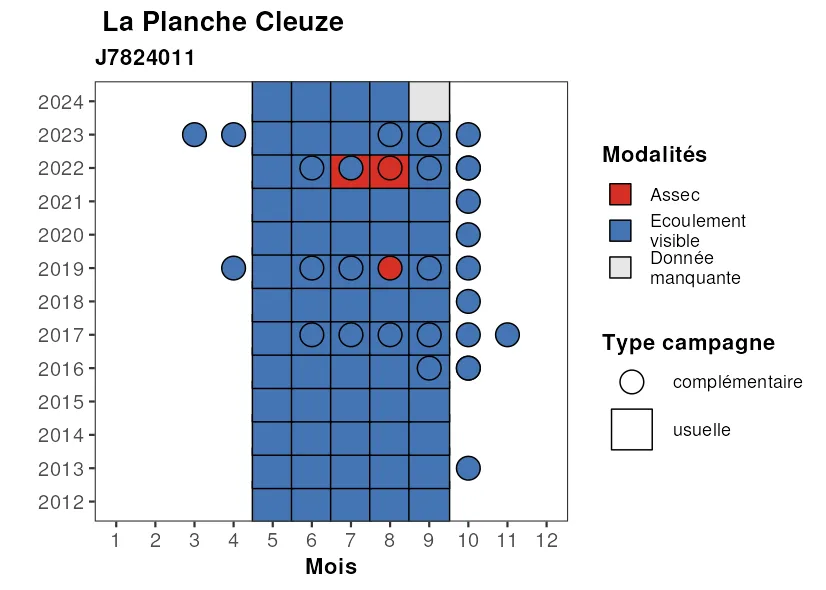 La Planche Cleuze
J7824011
2024
2023
2022
2021
2020
2019
2018
2017
2016
2015
2014
2013
2012
1 2 3 4 5 6 7 8 9 10 11 12
Mois
Modalités
Assec
Ecoulement
visible
Donnée
manquante
Type campagne
complémentaire
usuelle